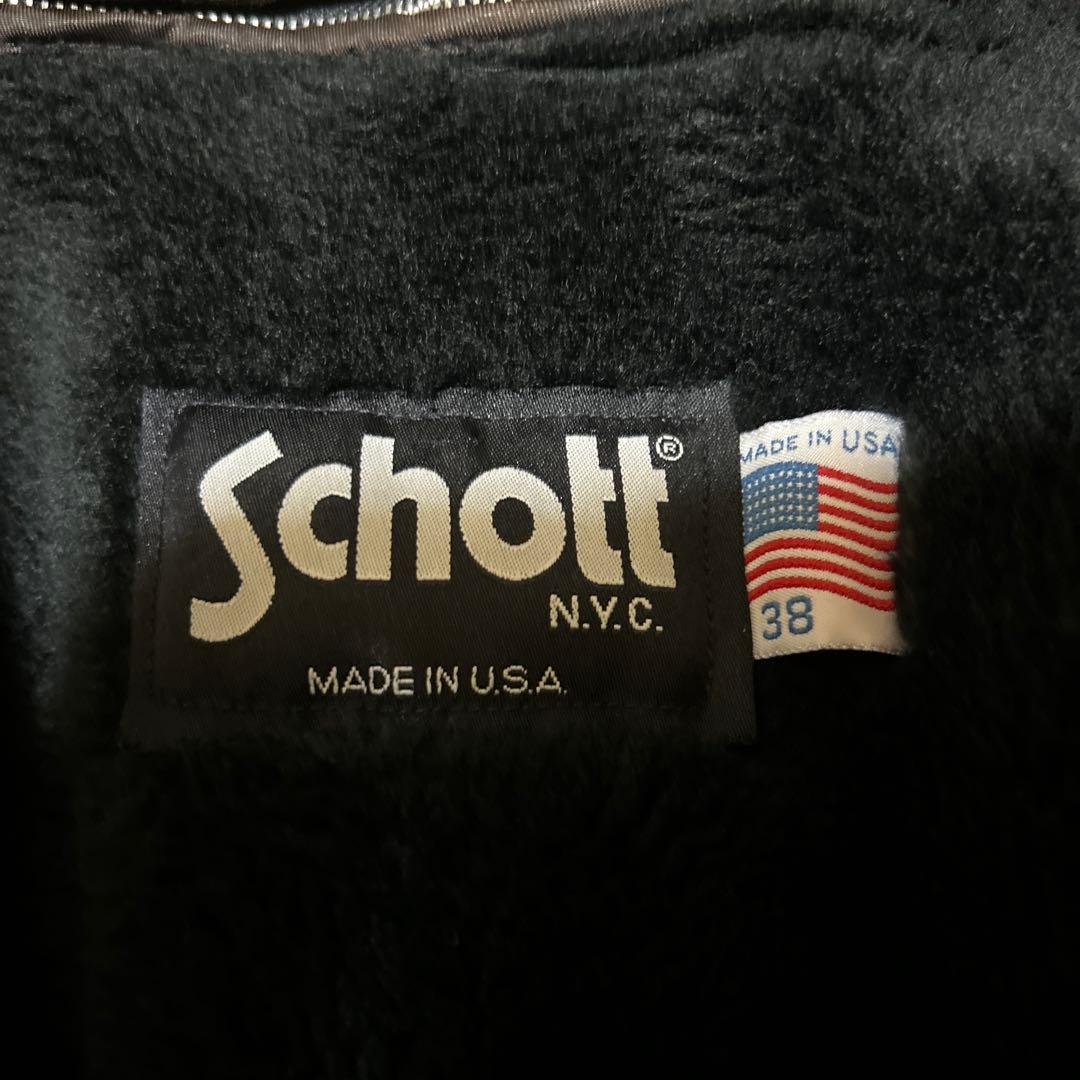 Schott®
N.Y.C.
MADE IN U.S.A.
MADE IN USA
38